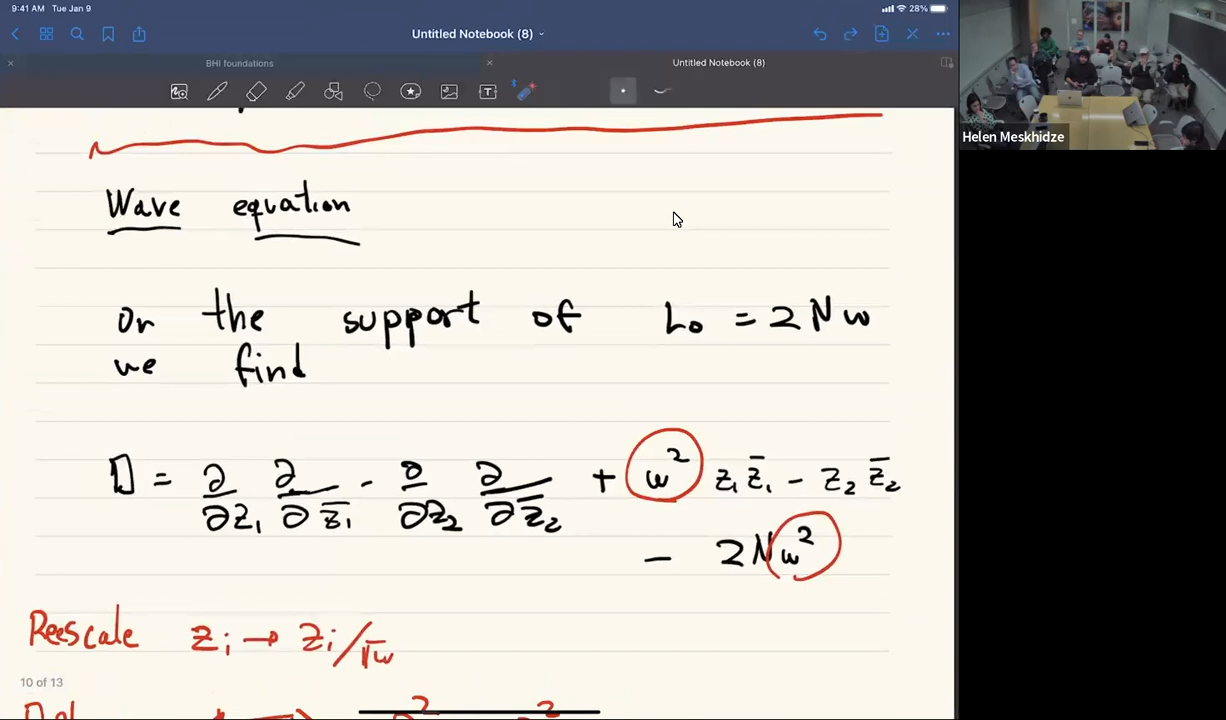 9:41 AM Tue Jan 9
28%
Untitled Notebook (8)
BHI foundations
Untitled Notebook (8)
Helen Meskhidze
Wave equation
on the support of L₀ = 2Nω
we find
□ = ∂/∂z₁ ∂/∂z̄₁ - ∂/∂z₂ ∂/∂z̄₂ + ω² z₁z̄₁ - z₂z̄₂
- 2Nω²
Reescale zᵢ → zᵢ/√ω
10 of 13